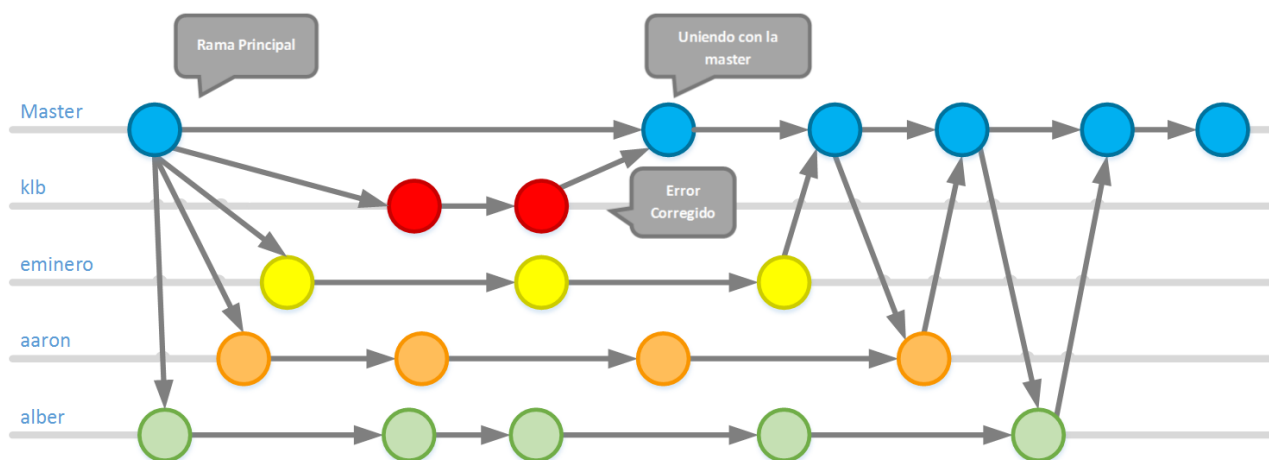 Rama Principal
Uniendo con la
master
Master
klb
Error
Corregido
eminero
aaron
alber